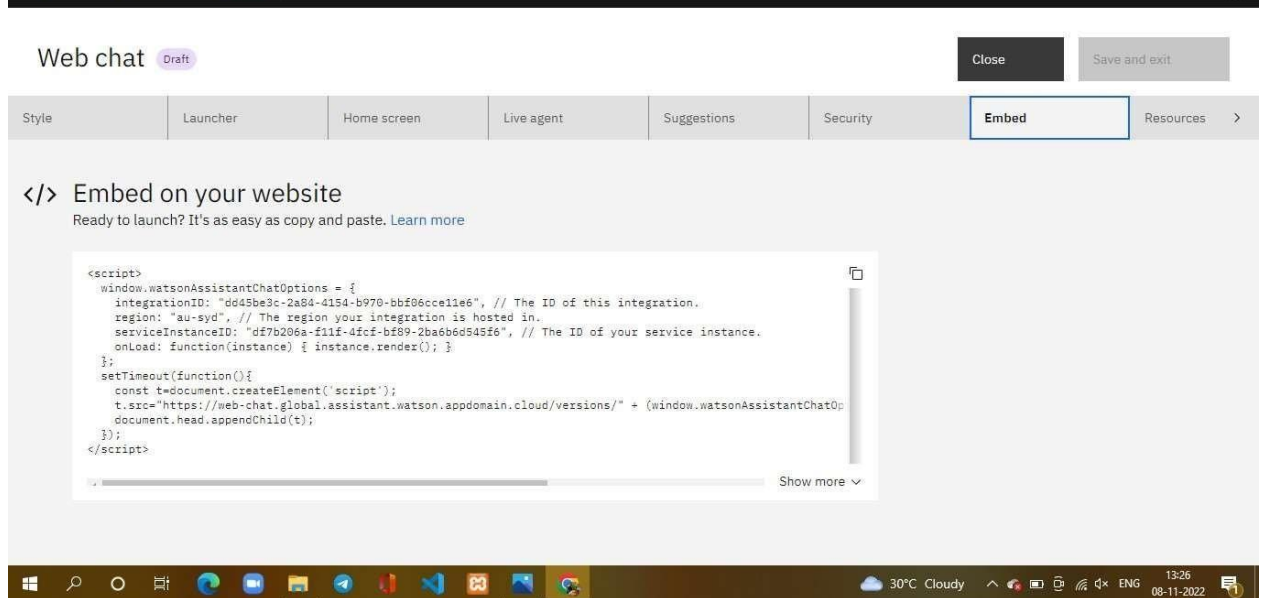 Web chat Draft Close Save and exit
Style Launcher Home screen Live agent Suggestions Security Embed Resources >
</> Embed on your website
Ready to launch? It's as easy as copy and paste. Learn more
<script>
window.watsonAssistantChatOptions = {
integrationID: "dd45be3c-2a84-4154-b970-bbf06cce11e6", // The ID of this integration.
region: "au-syd", // The region your integration is hosted in.
serviceInstanceID: "df7b206a-f11f-4fcf-bf89-2ba6b6d545f6", // The ID of your service instance.
onLoad: function(instance) { instance.render(); }
};
setTimeout(function(){
const t=document.createElement('script');
t.src="https://web-chat.global.assistant.watson.appdomain.cloud/versions/" + (window.watsonAssistantChatOp
document.head.appendChild(t);
});
</script>
Show more
30°C Cloudy ENG 13:26
08-11-2022